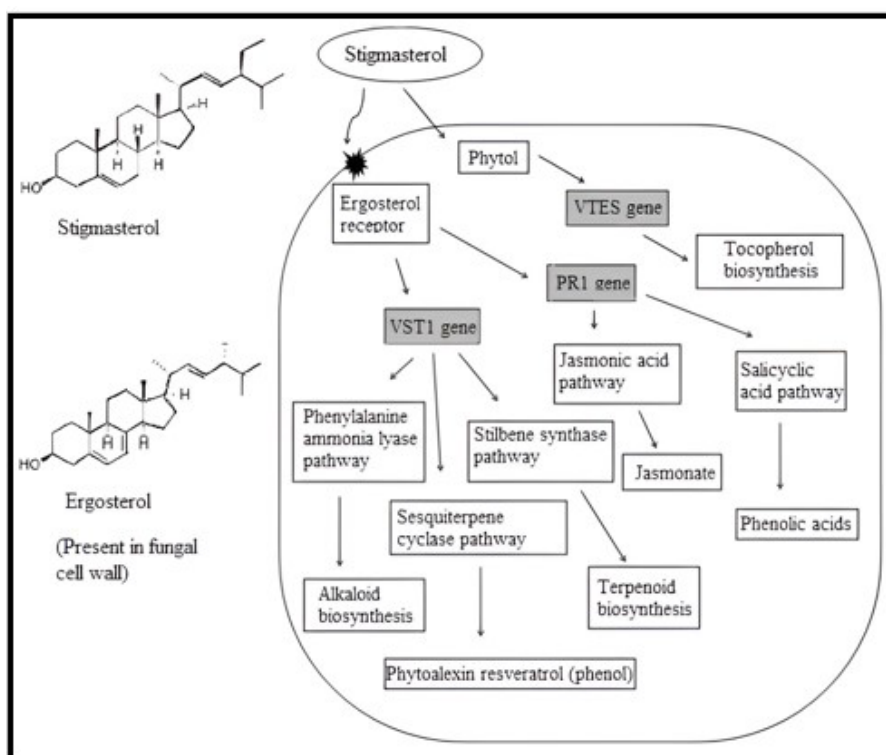 Stigmasterol
H
H
H
H
HO
Stigmasterol
Phytol
Ergosterol
receptor
VTES gene
Tocopherol
biosynthesis
PR1 gene
VST1 gene
Jasmonic acid
pathway
Salicyclic
acid pathway
H
H
H
HO
Ergosterol
(Present in fungal
cell wall)
Phenylalanine
ammonia lyase
pathway
Stilbene synthase
pathway
Jasmonate
Sesquiterpene
cyclase pathway
Phenolic acids
Alkaloid
biosynthesis
Terpenoid
biosynthesis
Phytoalexin resveratrol (phenol)